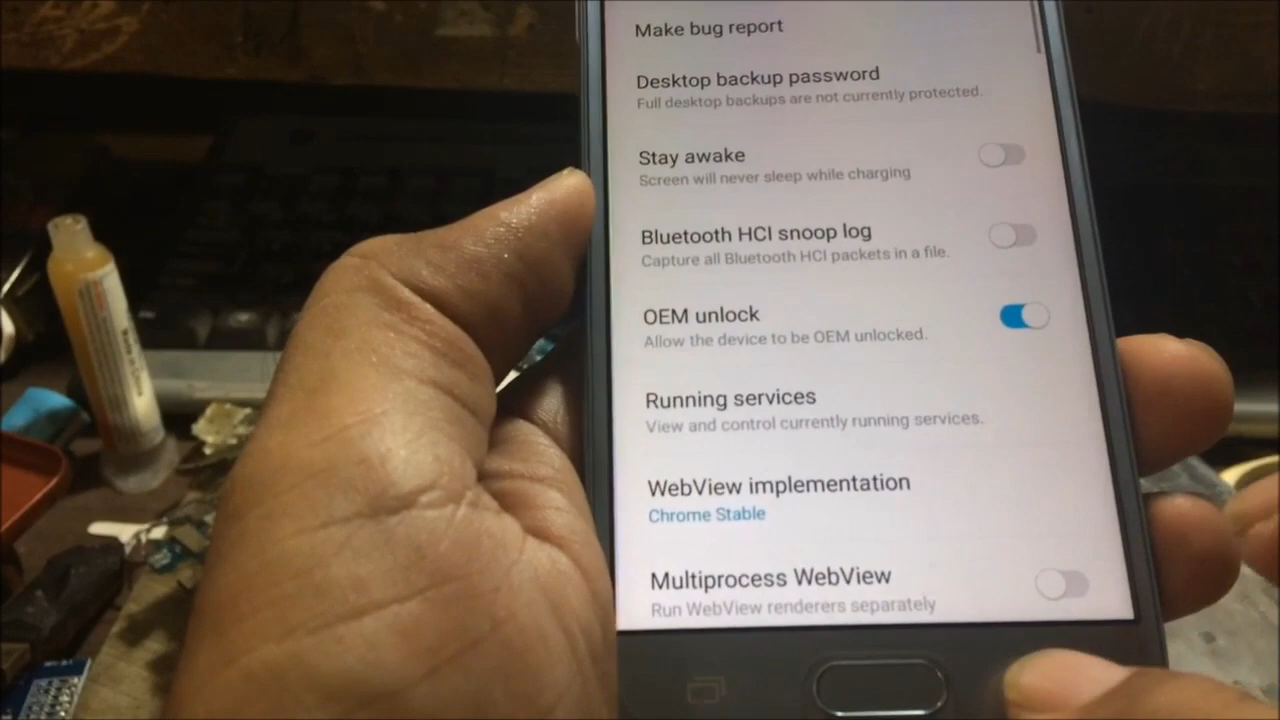 Make bug report
Desktop backup password
Full desktop backups are not currently protected.
Stay awake
Screen will never sleep while charging
Bluetooth HCI snoop log
Capture all Bluetooth HCI packets in a file.
OEM unlock
Allow the device to be OEM unlocked.
Running services
View and control currently running services.
WebView implementation
Chrome Stable
Multiprocess WebView
Run WebView renderers separately